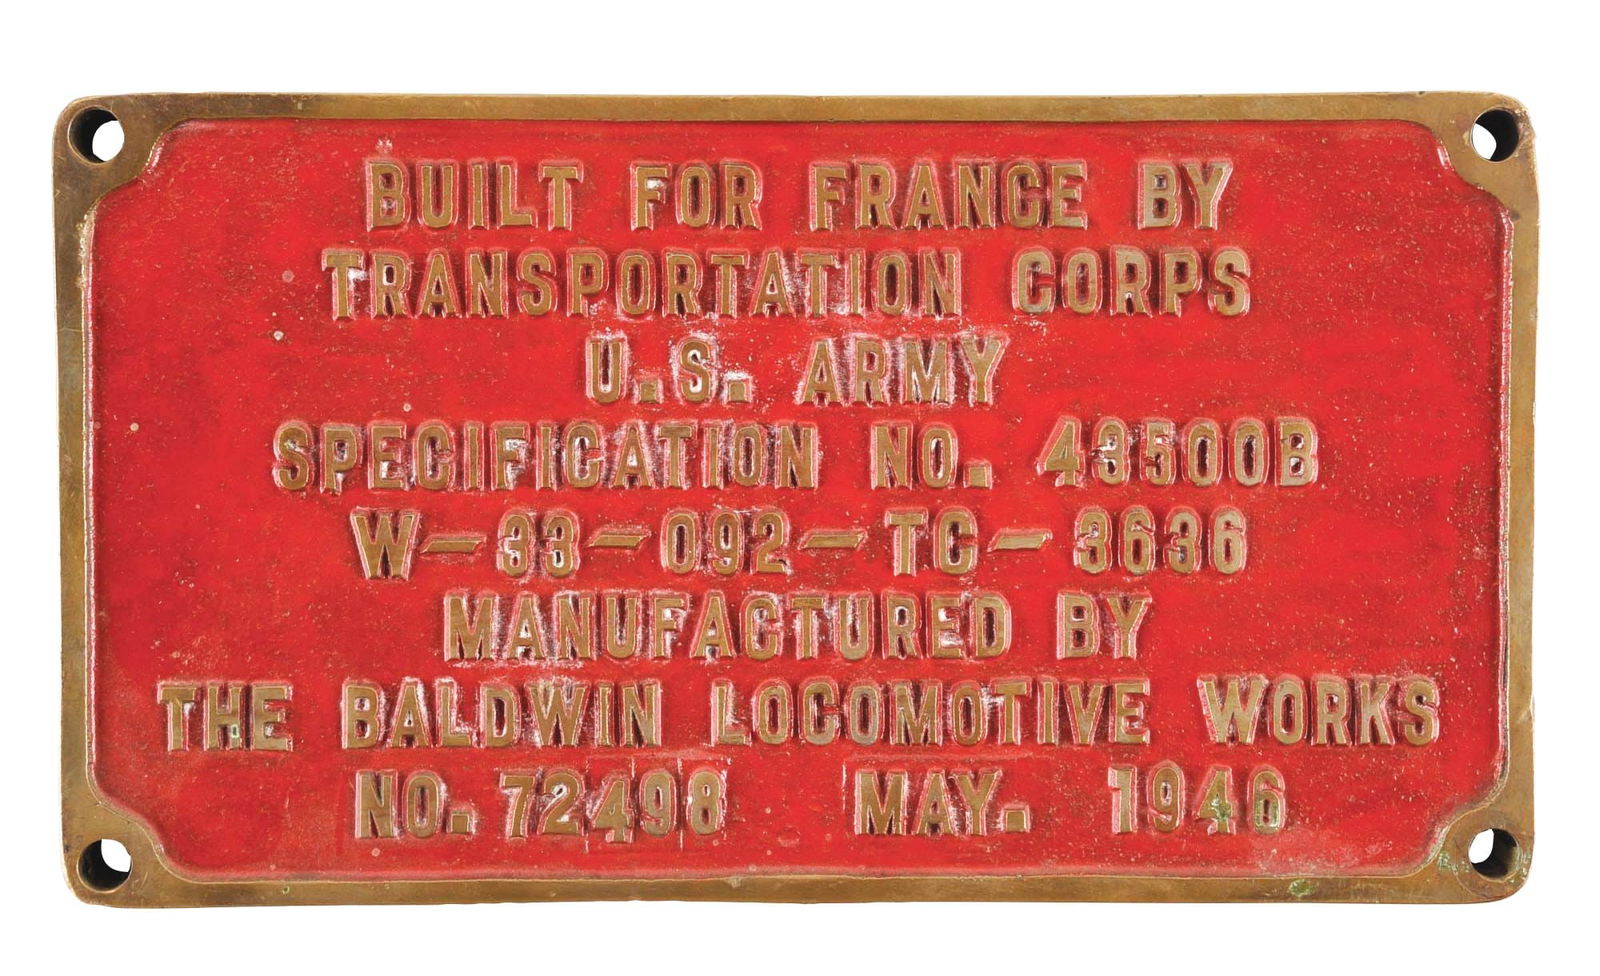 BUILT FOR FRANCE BY
TRANSPORTATION CORPS
U.S. ARMY
SPECIFICATION NO. 43500B
W-33-092-TC-3636
MANUFACTURED BY
THE BALDWIN LOCOMOTIVE WORKS
NO. 72498 MAY. 1946